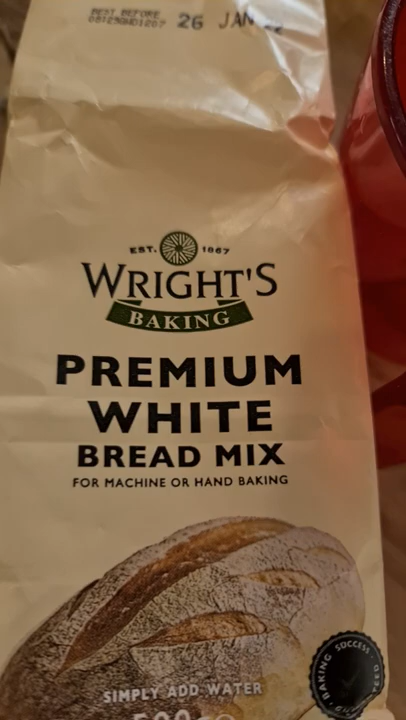 BEST BEFORE
26 JAN
EST. 1867
WRIGHT'S
BAKING
PREMIUM
WHITE
BREAD MIX
FOR MACHINE OR HAND BAKING
SIMPLY ADD WATER
500g
BAKING SUCCESS